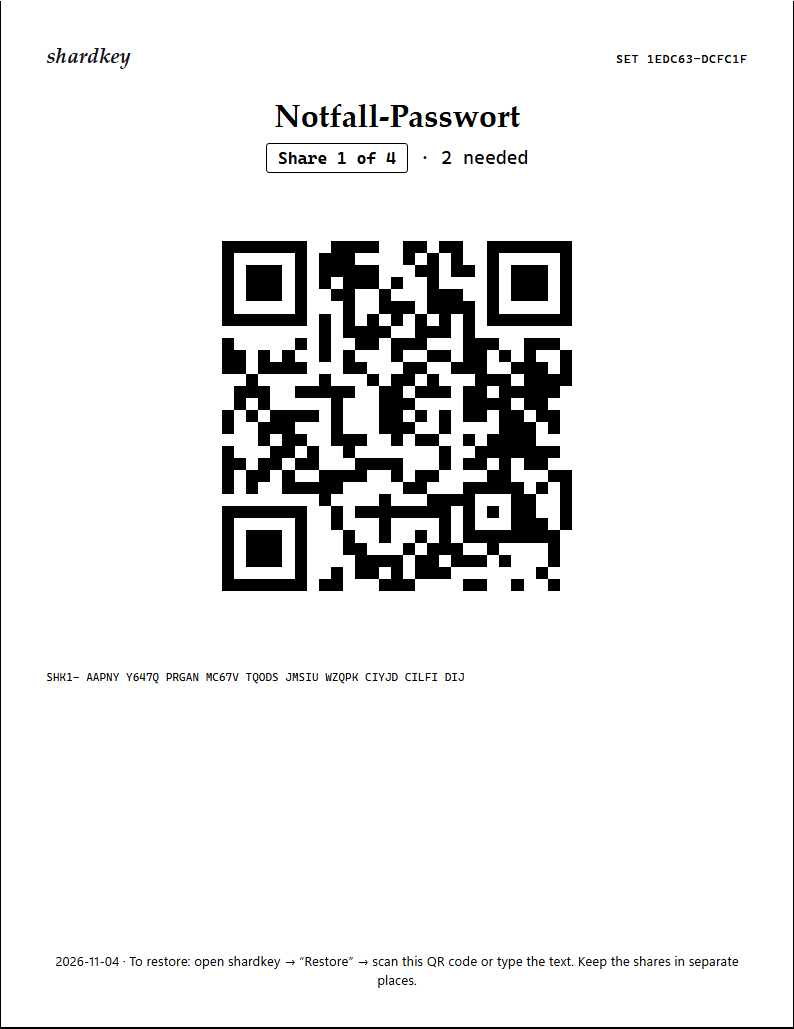 shardkey
SET 1EDC63-DCFC1F
Notfall-Passwort
Share 1 of 4 · 2 needed
SHK1- AAPNY Y647Q PRGAN MC67V TQODS JMSIU WZQPK CIYJD CILFI DIJ
2026-11-04 · To restore: open shardkey → “Restore” → scan this QR code or type the text. Keep the shares in separate
places.